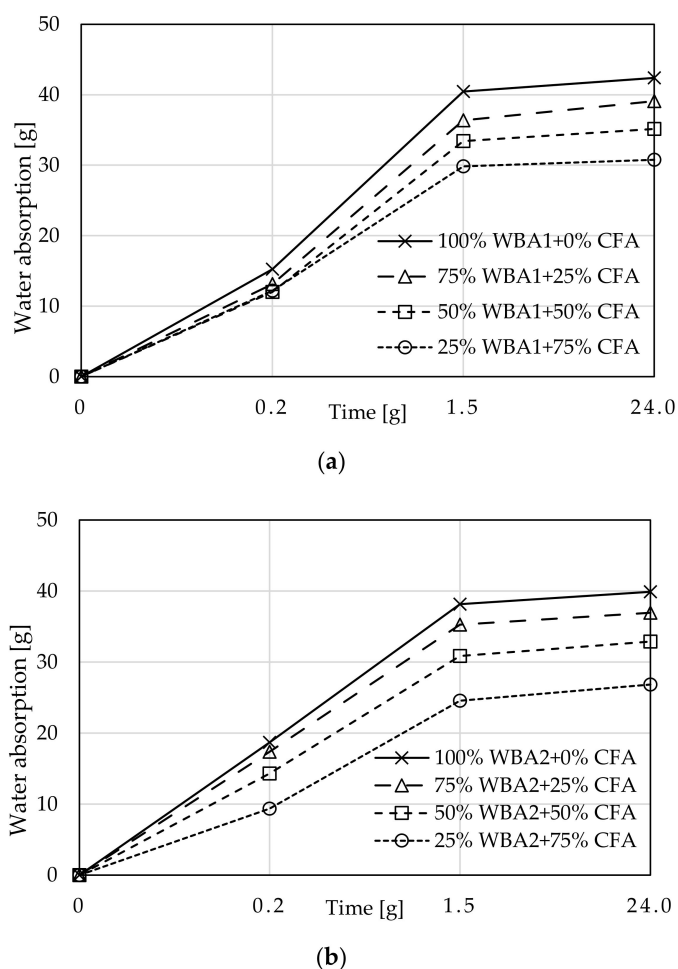 50
40
30
20
10
0
Water absorption [g]
100% WBA1+0% CFA
75% WBA1+25% CFA
50% WBA1+50% CFA
25% WBA1+75% CFA
0 0.2 1.5 24.0
Time [g]
(a)
50
40
30
20
10
0
Water absorption [g]
100% WBA2+0% CFA
75% WBA2+25% CFA
50% WBA2+50% CFA
25% WBA2+75% CFA
0 0.2 1.5 24.0
Time [g]
(b)